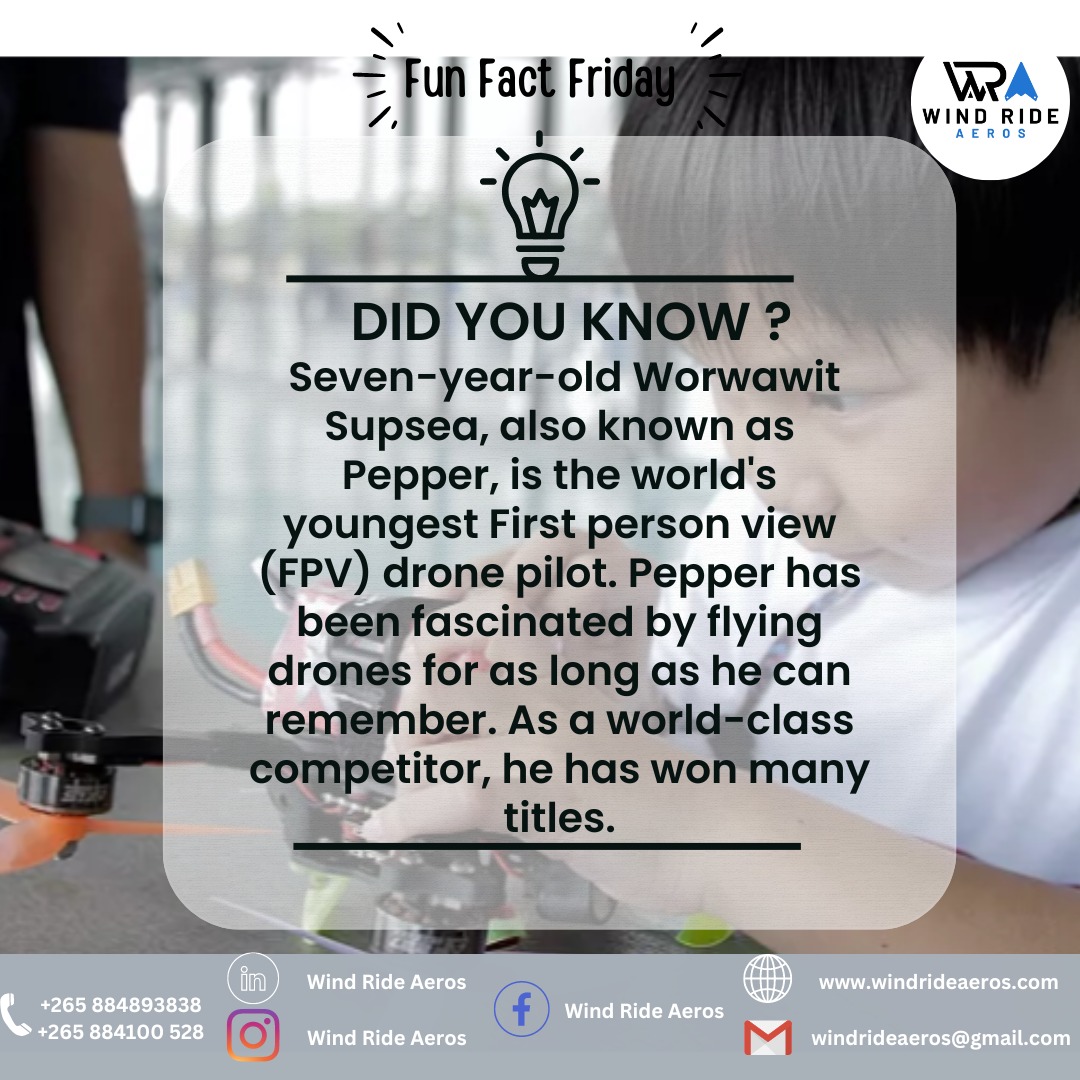 Fun Fact Friday
WRA
WIND RIDE
AEROS
DID YOU KNOW ?
Seven-year-old Worwawit
Supsea, also known as
Pepper, is the world's
youngest First person view
(FPV) drone pilot. Pepper has
been fascinated by flying
drones for as long as he can
remember. As a world-class
competitor, he has won many
titles.
+265 884893838
+265 884100 528
in
Wind Ride Aeros
Wind Ride Aeros
Wind Ride Aeros
www.windrideaeros.com
windrideaeros@gmail.com